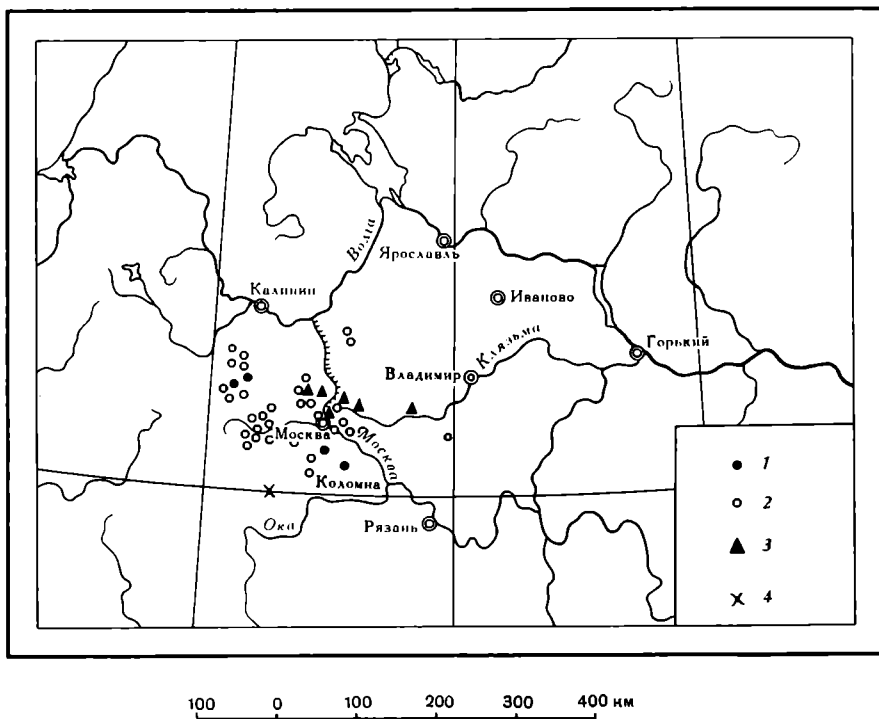 Волга
Ярославль
Калинин
Иваново
Клязьма
Горький
Владимир
Москва
Москва
Коломна
Ока
Рязань
1
2
3
4
100 0 100 200 300 400 км